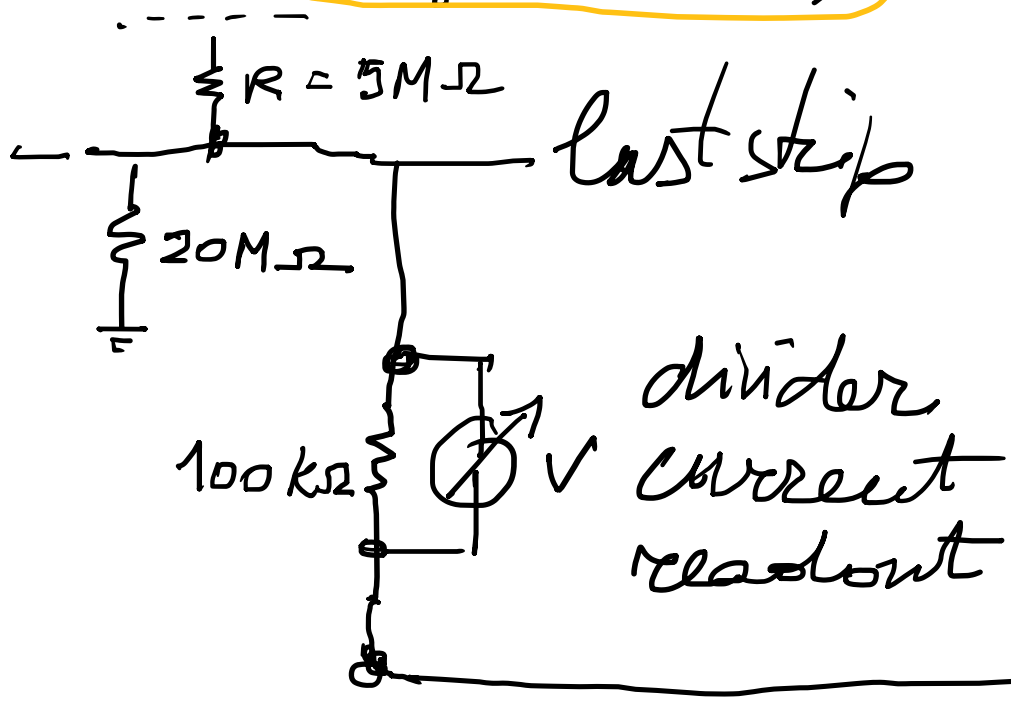 R = 5MΩ
last strip
20MΩ
100kΩ
V
divider
current
readout